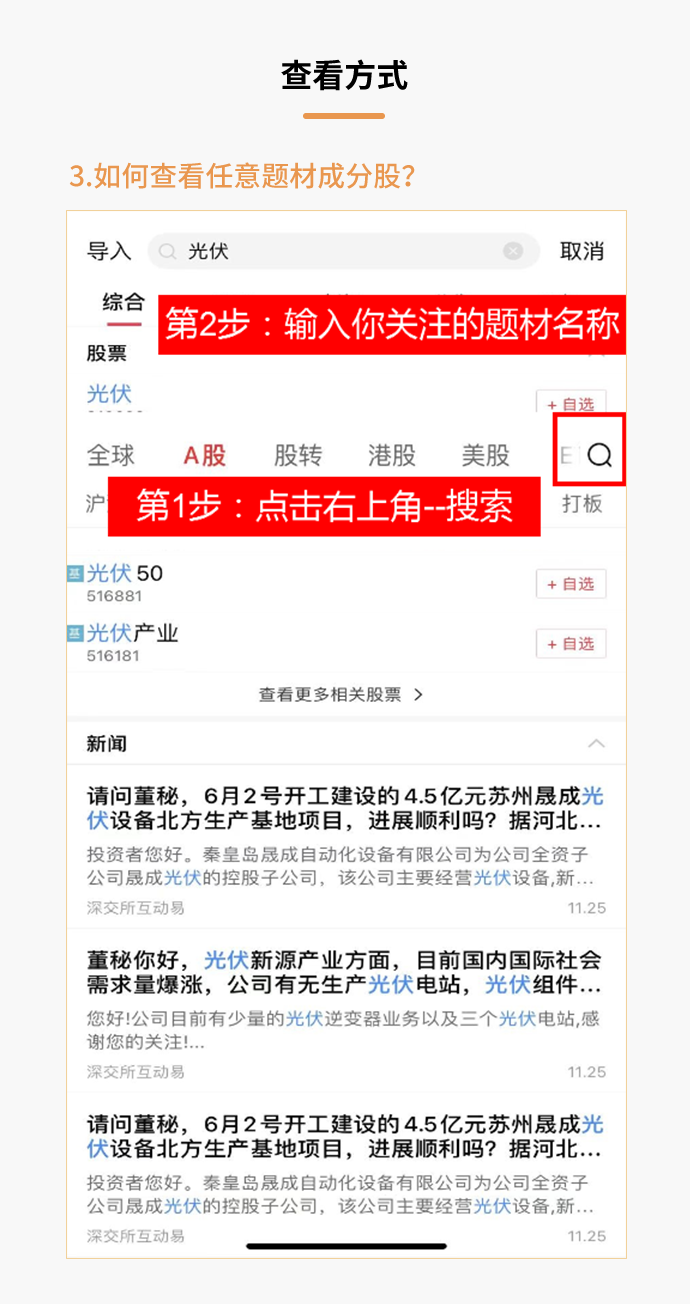 查看方式
3.如何查看任意题材成分股？
导入 光伏 取消
综合
第2步：输入你关注的题材名称
股票
光伏
+ 自选
全球 A股 股转 港股 美股
沪
第1步：点击右上角--搜索
打板
基 光伏 50
516881
+ 自选
基 光伏产业
516181
+ 自选
查看更多相关股票 >
新闻
请问董秘，6月2号开工建设的4.5亿元苏州晟成光
伏设备北方生产基地项目，进展顺利吗？据河北...
投资者您好。秦皇岛晟成自动化设备有限公司为公司全资子
公司晟成光伏的控股子公司，该公司主要经营光伏设备,新...
深交所互动易 11.25
董秘你好，光伏新源产业方面，目前国内国际社会
需求量爆涨，公司有无生产光伏电站，光伏组件...
您好!公司目前有少量的光伏逆变器业务以及三个光伏电站,感
谢您的关注!...
深交所互动易 11.25
请问董秘，6月2号开工建设的4.5亿元苏州晟成光
伏设备北方生产基地项目，进展顺利吗？据河北...
投资者您好。秦皇岛晟成自动化设备有限公司为公司全资子
公司晟成光伏的控股子公司，该公司主要经营光伏设备,新...
深交所互动易 11.25